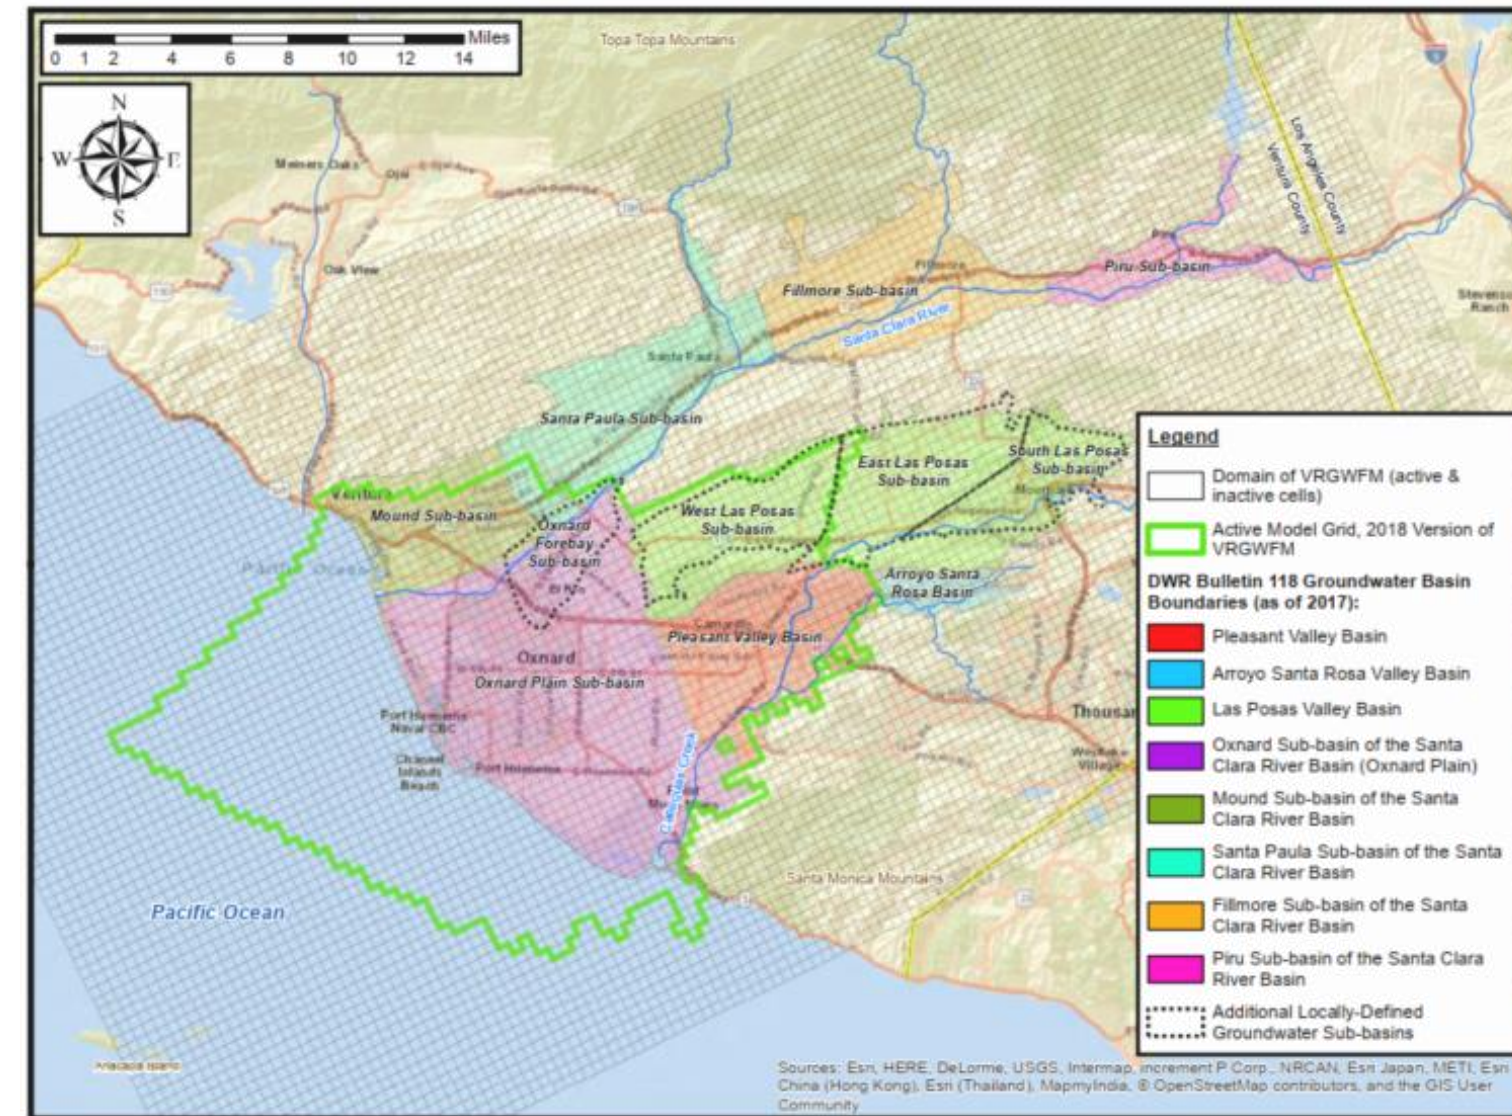 Miles
0 1 2 4 6 8 10 12 14
Topa Topa Mountains
N
W E
S
Meiners Oaks
Ojai
Oak View
Los Angeles County
Ventura County
Piru
Piru Sub-basin
Fillmore
Fillmore Sub-basin
Santa Clara River
Stevenson
Ranch
Santa Paula
Santa Paula Sub-basin
East Las Posas
Sub-basin
South Las Posas
Sub-basin
West Las Posas
Sub-basin
Ventura
Mound Sub-basin
Oxnard
Forebay
Sub-basin
El Rio
Arroyo Santa
Rosa Basin
Pacific Ocean
Camarillo
Pleasant Valley Basin
Oxnard
Oxnard Plain Sub-basin
Port Hueneme
Naval CBC
Channel
Islands
Beach
Port Hueneme
Calleguas Creek
Thousan
Westlake
Village
Santa Monica Mountains
Pacific Ocean
Anacapa Island
Legend
Domain of VRGWFM (active &
inactive cells)
Active Model Grid, 2018 Version of
VRGWFM
DWR Bulletin 118 Groundwater Basin
Boundaries (as of 2017):
Pleasant Valley Basin
Arroyo Santa Rosa Valley Basin
Las Posas Valley Basin
Oxnard Sub-basin of the Santa
Clara River Basin (Oxnard Plain)
Mound Sub-basin of the Santa
Clara River Basin
Santa Paula Sub-basin of the Santa
Clara River Basin
Fillmore Sub-basin of the Santa
Clara River Basin
Piru Sub-basin of the Santa Clara
River Basin
Additional Locally-Defined
Groundwater Sub-basins
Sources: Esri, HERE, DeLorme, USGS, Intermap, increment P Corp., NRCAN, Esri Japan, METI, Esri
China (Hong Kong), Esri (Thailand), MapmyIndia, © OpenStreetMap contributors, and the GIS User
Community